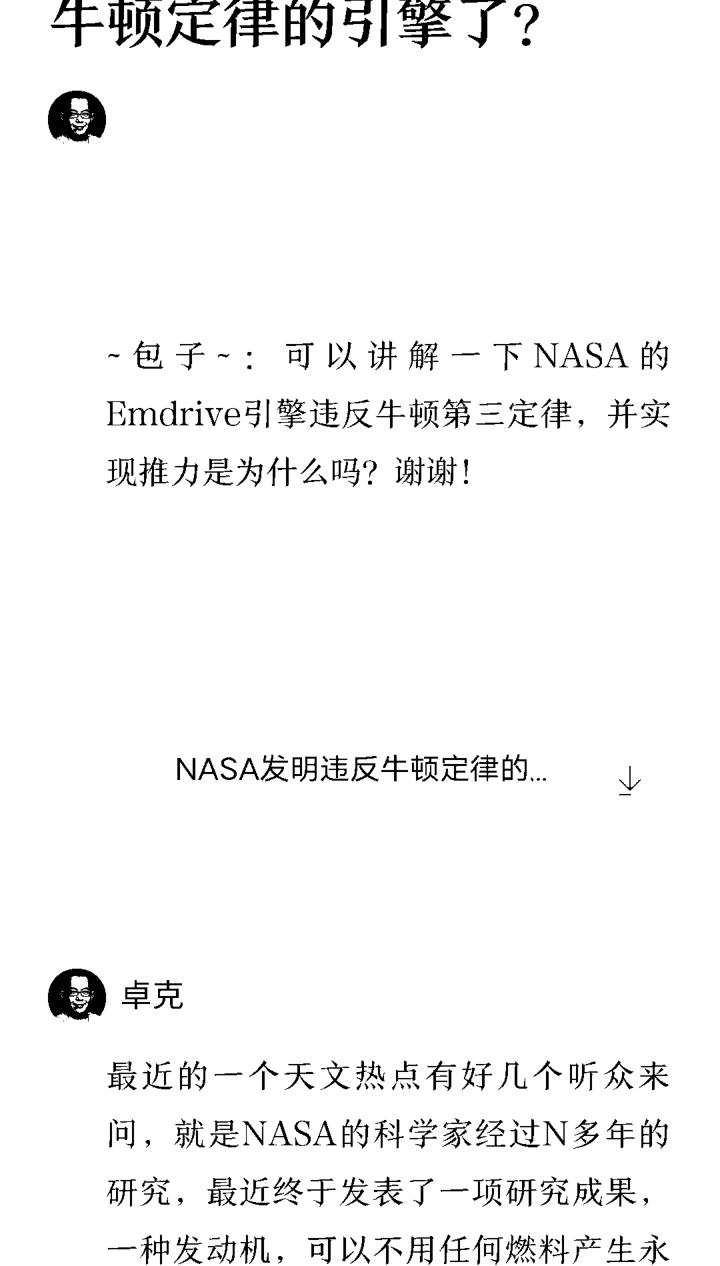 牛顿定律的引擎了?
~包子~: 可以讲解一下NASA的
Emdrive引擎违反牛顿第三定律，并实
现推力是为什么吗? 谢谢!
NASA发明违反牛顿定律的...
卓克
最近的一个天文热点有好几个听众来
问，就是NASA的科学家经过N多年的
研究，最近终于发表了一项研究成果，
一种发动机，可以不用任何燃料产生永